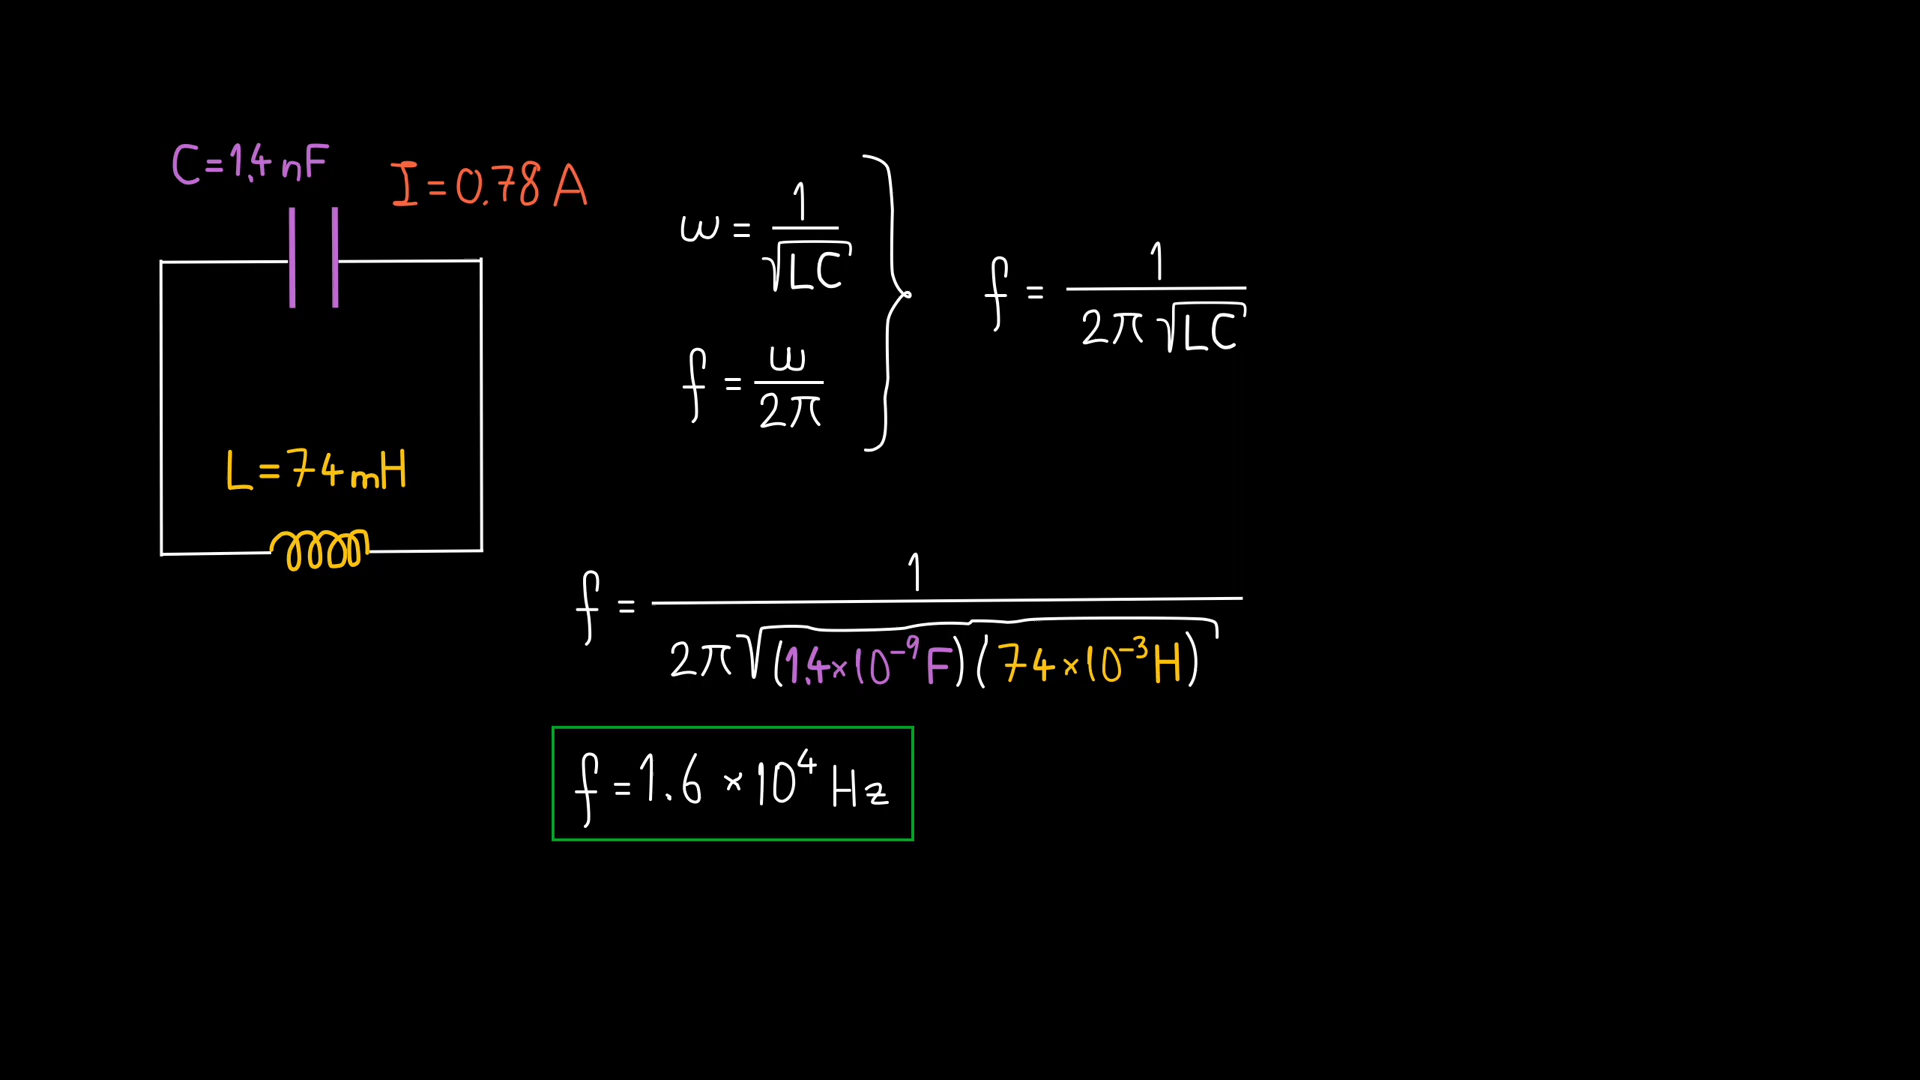 C=1.4 nF
I=0.78 A
L=74 mH
ω = 1/√LC
f = ω/2π
f = 1/2π√LC
f = 1/2π√(1.4×10⁻⁹F)(74×10⁻³H)
f=1.6 ×10⁴ Hz